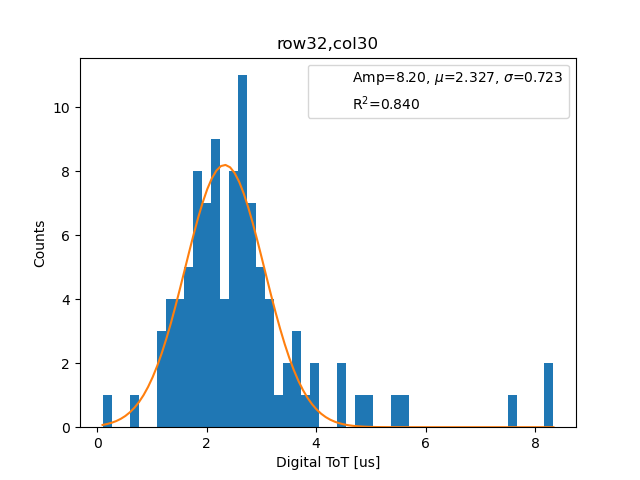 row32,col30
Amp=8.20, μ=2.327, σ=0.723
R²=0.840
Counts
10
8
6
4
2
0
0 2 4 6 8
Digital ToT [us]